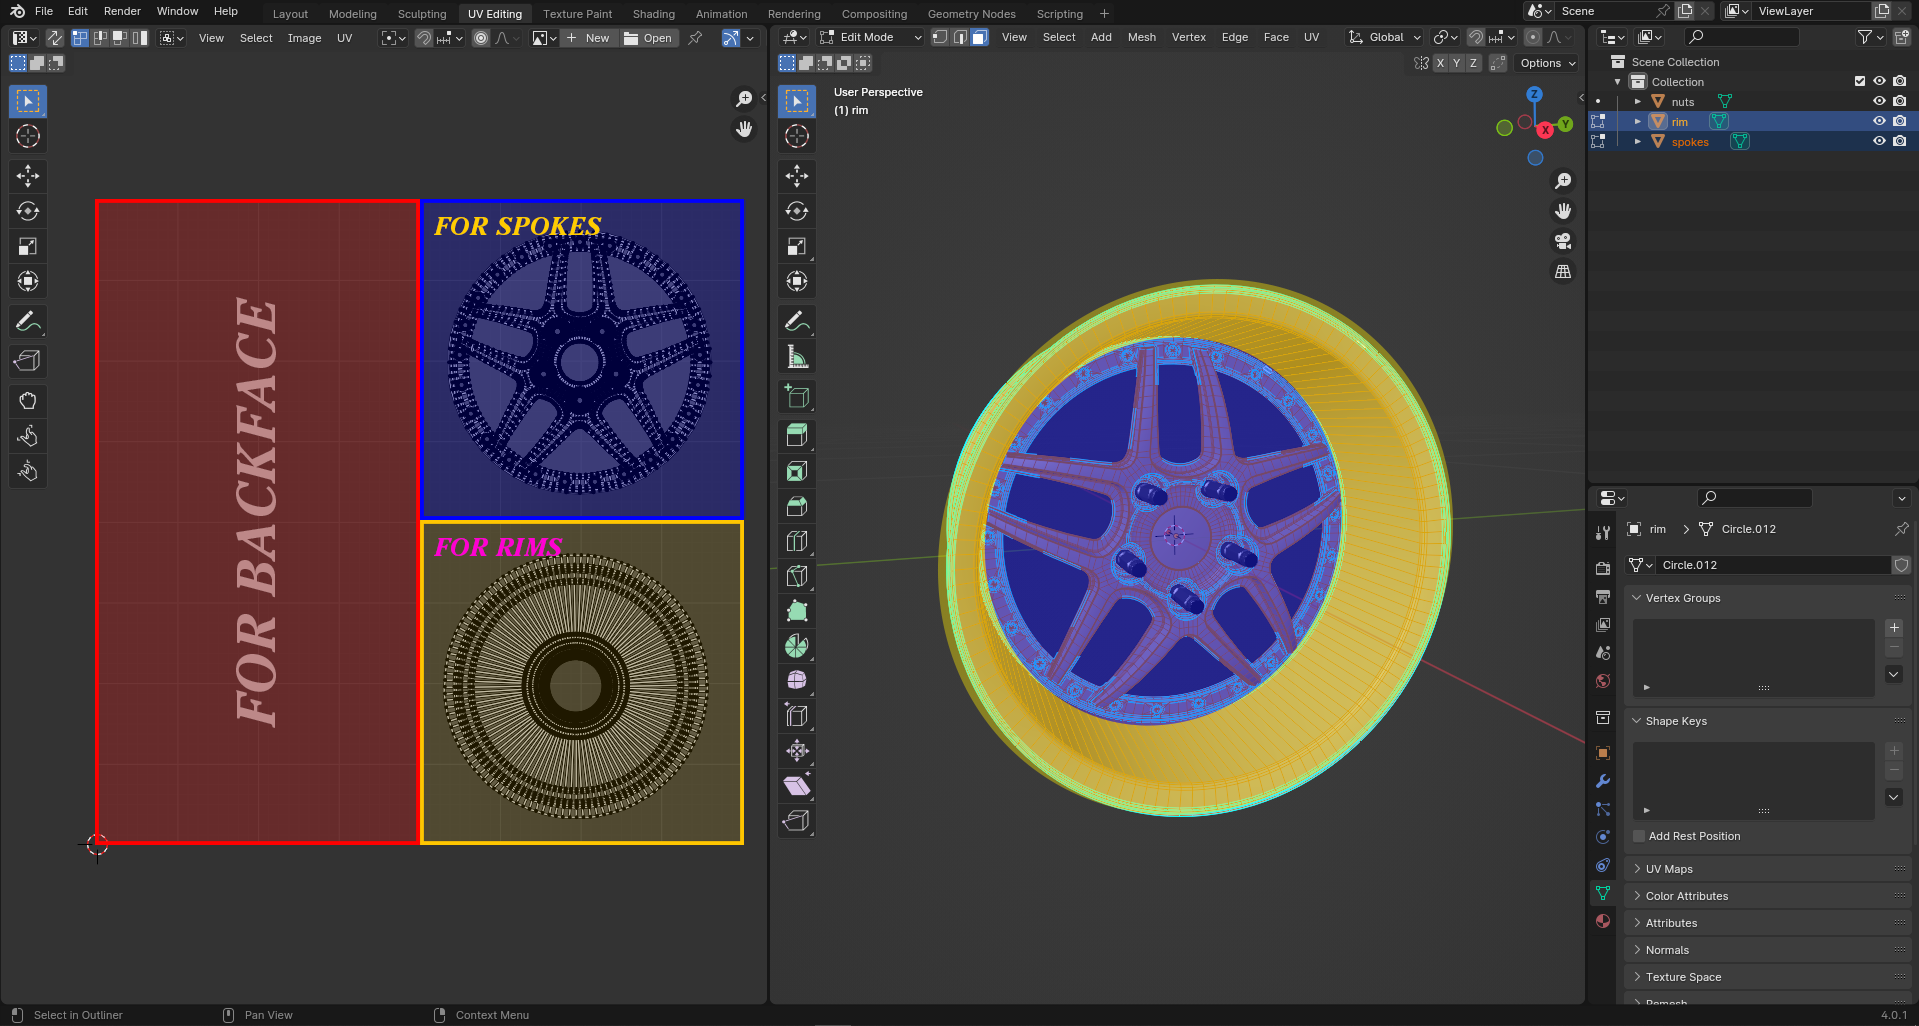 File Edit Render Window Help Layout Modeling Sculpting UV Editing Texture Paint Shading Animation Rendering Compositing Geometry Nodes Scripting + Scene ViewLayer
View Select Image UV New Open Edit Mode View Select Add Mesh Vertex Edge Face UV Global
X Y Z Options
Scene Collection
Collection
nuts
rim
spokes
User Perspective
(1) rim
Z
Y
X
FOR SPOKES
FOR BACKFACE
FOR RIMS
rim Circle.012
Circle.012
Vertex Groups
Shape Keys
Add Rest Position
UV Maps
Color Attributes
Attributes
Normals
Texture Space
Remesh
Select in Outliner Pan View Context Menu 4.0.1